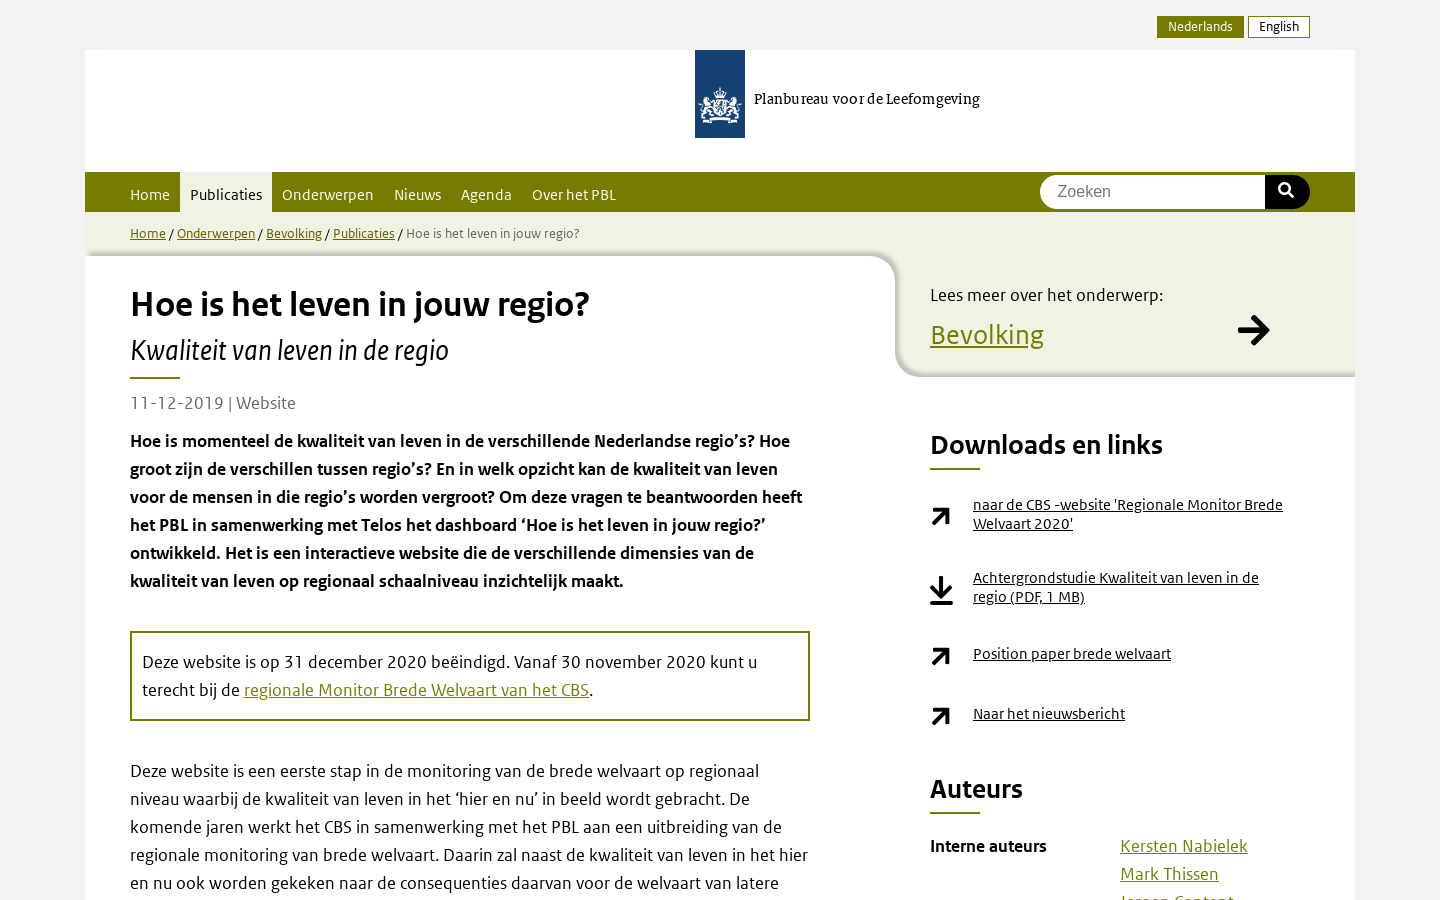 Nederlands English
Planbureau voor de Leefomgeving
Home Publicaties Onderwerpen Nieuws Agenda Over het PBL Zoeken
Home / Onderwerpen / Bevolking / Publicaties / Hoe is het leven in jouw regio?
Hoe is het leven in jouw regio?
Kwaliteit van leven in de regio
11-12-2019 | Website
Hoe is momenteel de kwaliteit van leven in de verschillende Nederlandse regio’s? Hoe
groot zijn de verschillen tussen regio’s? En in welk opzicht kan de kwaliteit van leven
voor de mensen in die regio’s worden vergroot? Om deze vragen te beantwoorden heeft
het PBL in samenwerking met Telos het dashboard ‘Hoe is het leven in jouw regio?’
ontwikkeld. Het is een interactieve website die de verschillende dimensies van de
kwaliteit van leven op regionaal schaalniveau inzichtelijk maakt.
Deze website is op 31 december 2020 beëindigd. Vanaf 30 november 2020 kunt u
terecht bij de regionale Monitor Brede Welvaart van het CBS.
Deze website is een eerste stap in de monitoring van de brede welvaart op regionaal
niveau waarbij de kwaliteit van leven in het ‘hier en nu’ in beeld wordt gebracht. De
komende jaren werkt het CBS in samenwerking met het PBL aan een uitbreiding van de
regionale monitoring van brede welvaart. Daarin zal naast de kwaliteit van leven in het hier
en nu ook worden gekeken naar de consequenties daarvan voor de welvaart van latere
Lees meer over het onderwerp:
Bevolking
Downloads en links
naar de CBS -website 'Regionale Monitor Brede
Welvaart 2020'
Achtergrondstudie Kwaliteit van leven in de
regio (PDF, 1 MB)
Position paper brede welvaart
Naar het nieuwsbericht
Auteurs
Interne auteurs Kersten Nabielek
Mark Thissen